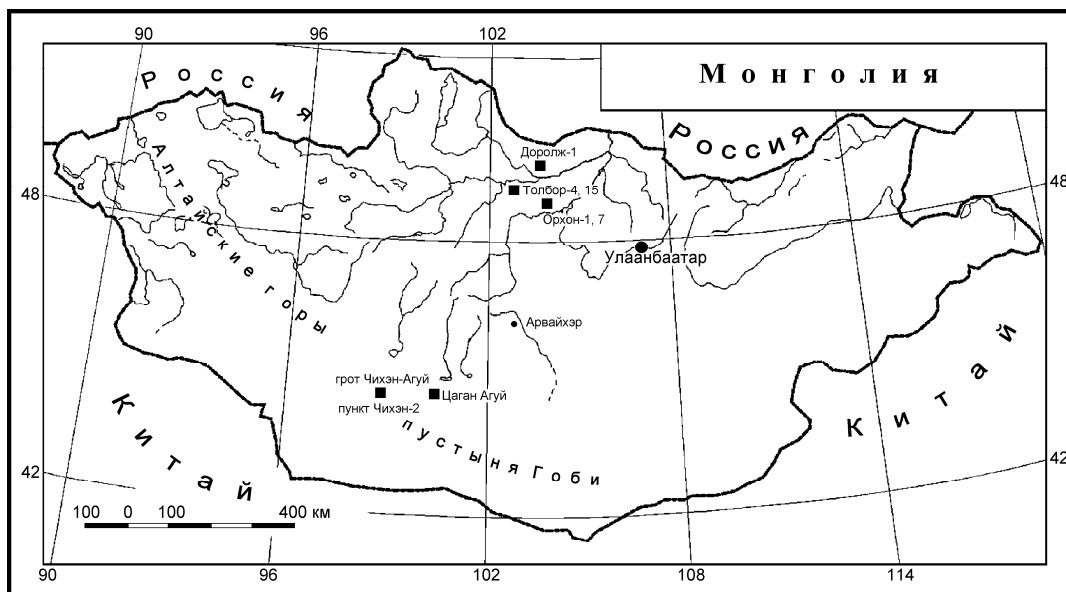 90
96
102
Монголия
Россия
Россия
48
48
Алтайские горы
Доролж-1
Толбор-4, 15
Орхон-1, 7
Улаанбаатар
Арвайхэр
грот Чихэн-Агуй
Цаган Агуй
пункт Чихэн-2
пустыня Гоби
Китай
Китай
42
42
100 0 100 400 км
90
96
102
108
114